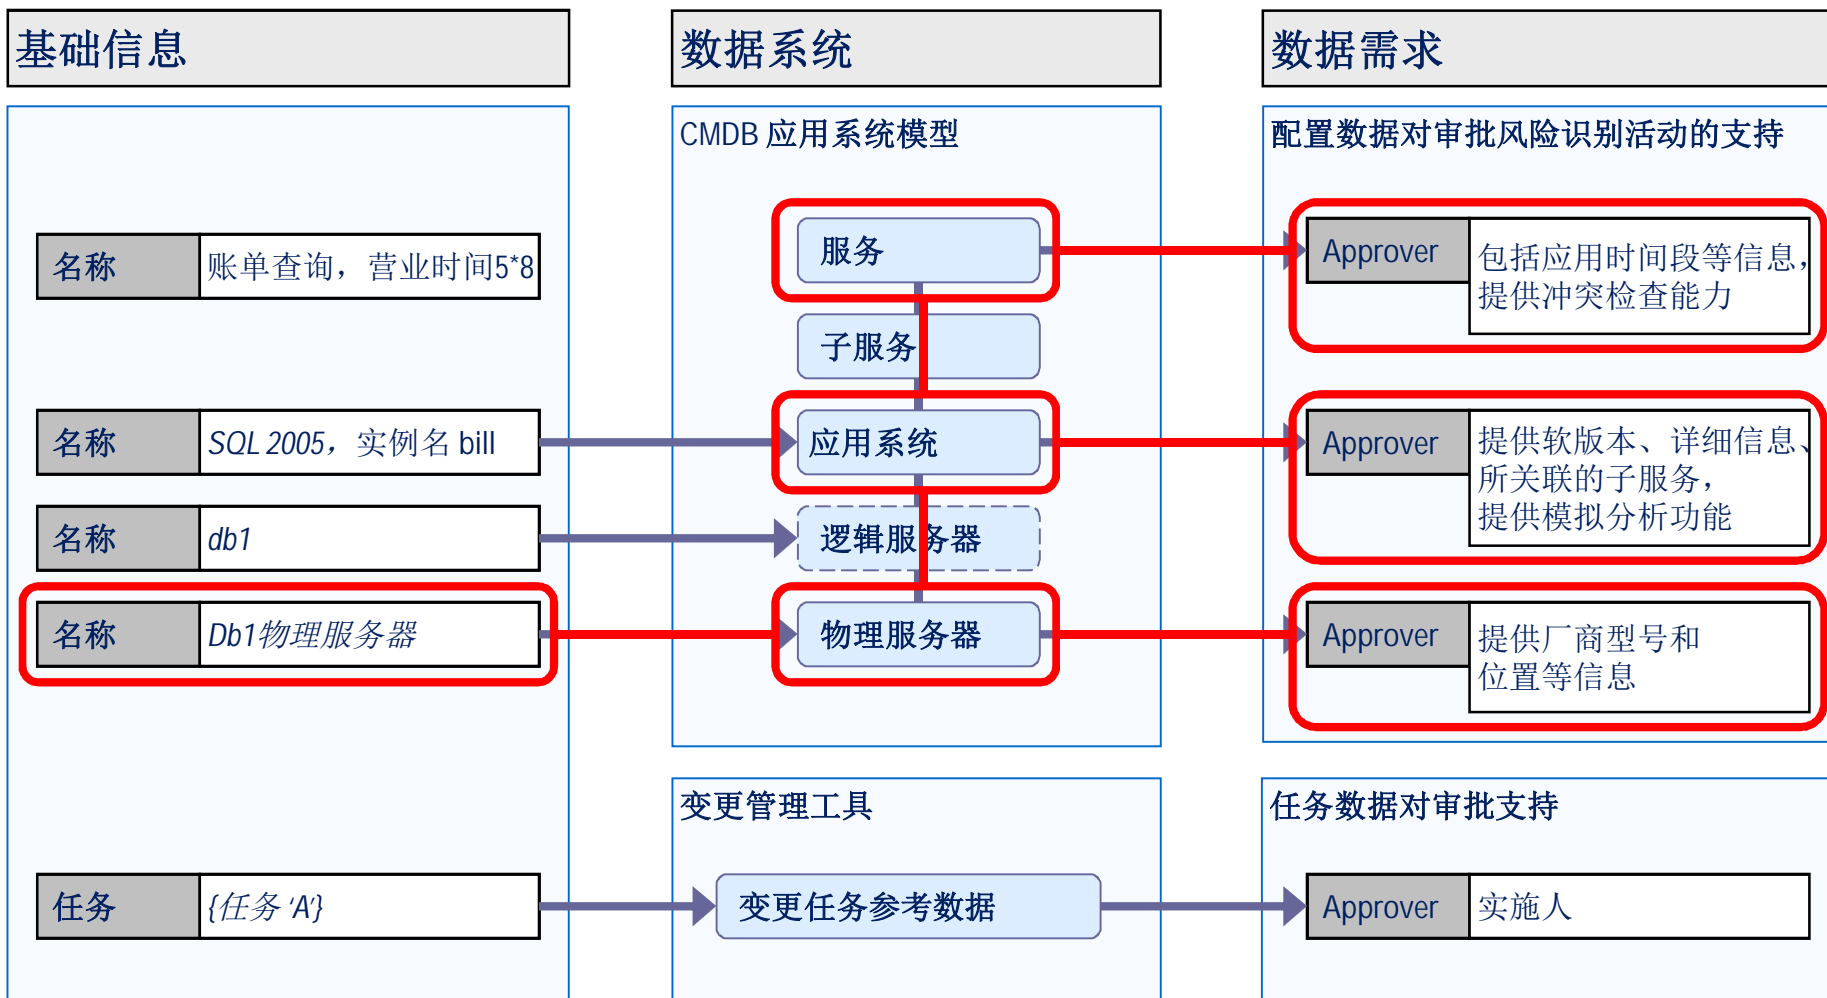 基础信息
数据系统
数据需求
CMDB 应用系统模型
配置数据对审批风险识别活动的支持
名称
账单查询，营业时间5*8
服务
Approver
包括应用时间段等信息，
提供冲突检查能力
子服务
名称
SQL 2005，实例名 bill
应用系统
Approver
提供软版本、详细信息、
所关联的子服务，
提供模拟分析功能
名称
db1
逻辑服务器
名称
Db1物理服务器
物理服务器
Approver
提供厂商型号和
位置等信息
变更管理工具
任务数据对审批支持
任务
{任务 ‘A’}
变更任务参考数据
Approver
实施人